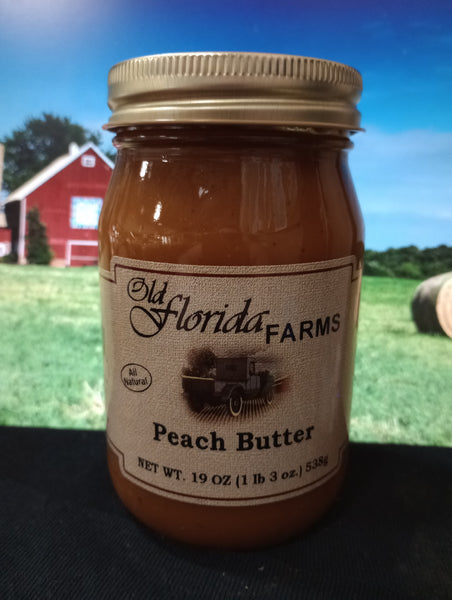 Old
Florida FARMS
All
Natural
Peach Butter
NET WT. 19 OZ (1 lb 3 oz.) 538g